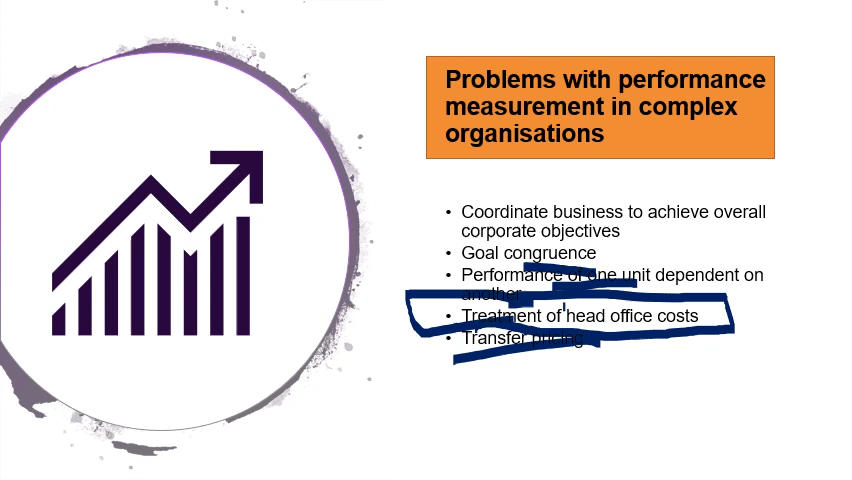 Problems with performance
measurement in complex
organisations
• Coordinate business to achieve overall
corporate objectives
• Goal congruence
• Performance of one unit dependent on
another
• Treatment of head office costs
• Transfer pricing